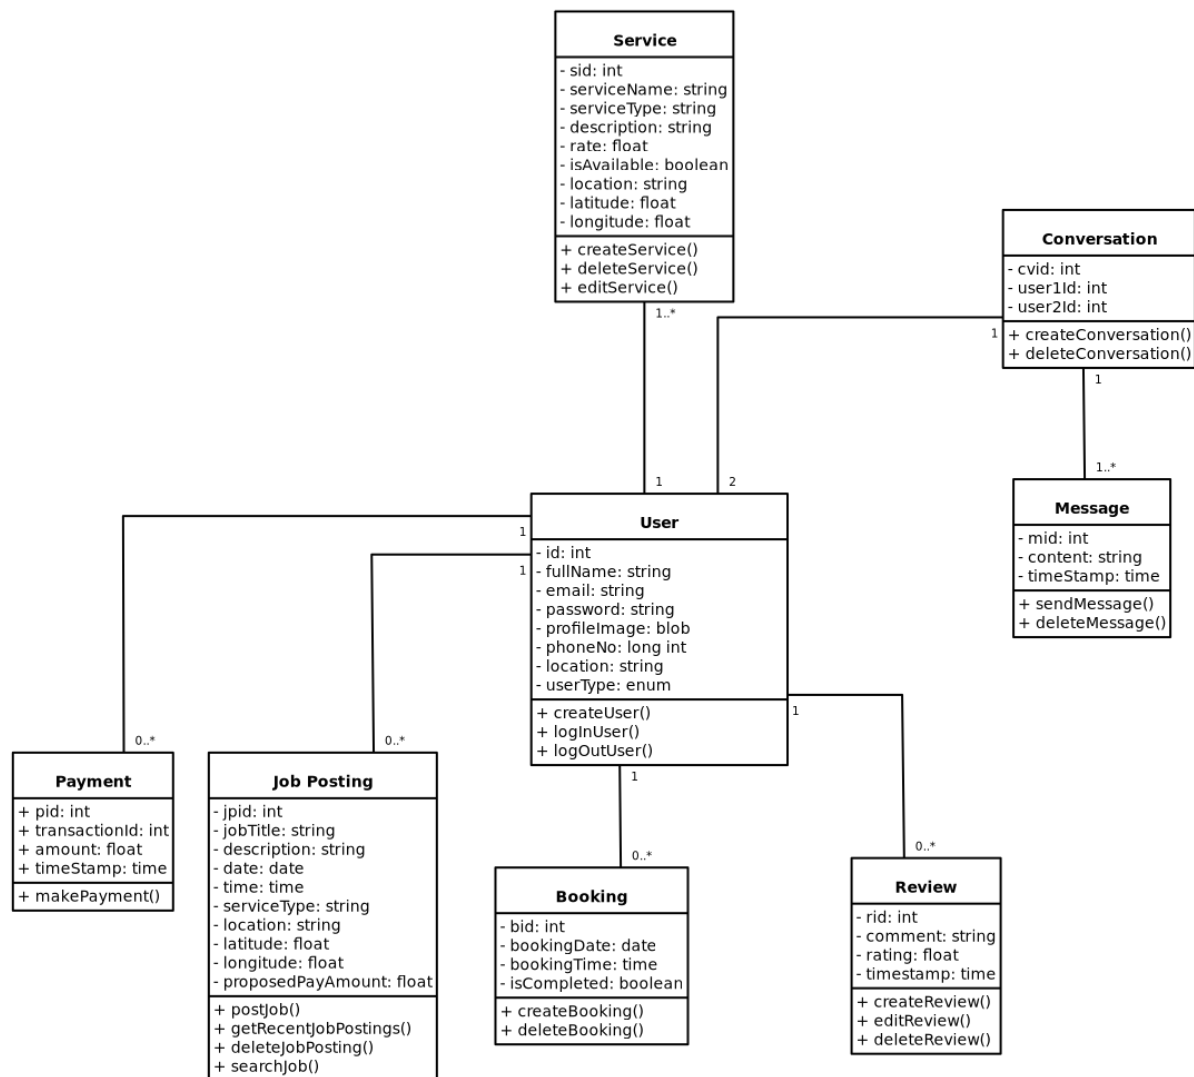 Service
- sid: int
- serviceName: string
- serviceType: string
- description: string
- rate: float
- isAvailable: boolean
- location: string
- latitude: float
- longitude: float
+ createService()
+ deleteService()
+ editService()
1..*
Conversation
- cvid: int
- user1Id: int
- user2Id: int
+ createConversation()
+ deleteConversation()
1
1
1..*
Message
- mid: int
- content: string
- timeStamp: time
+ sendMessage()
+ deleteMessage()
1
2
User
- id: int
- fullName: string
- email: string
- password: string
- profileImage: blob
- phoneNo: long int
- location: string
- userType: enum
+ createUser()
+ logInUser()
+ logOutUser()
1
1
1
1
0..*
Payment
+ pid: int
+ transactionId: int
+ amount: float
+ timeStamp: time
+ makePayment()
0..*
Job Posting
- jpid: int
- jobTitle: string
- description: string
- date: date
- time: time
- serviceType: string
- location: string
- latitude: float
- longitude: float
- proposedPayAmount: float
+ postJob()
+ getRecentJobPostings()
+ deleteJobPosting()
+ searchJob()
0..*
Booking
- bid: int
- bookingDate: date
- bookingTime: time
- isCompleted: boolean
+ createBooking()
+ deleteBooking()
0..*
Review
- rid: int
- comment: string
- rating: float
- timestamp: time
+ createReview()
+ editReview()
+ deleteReview()